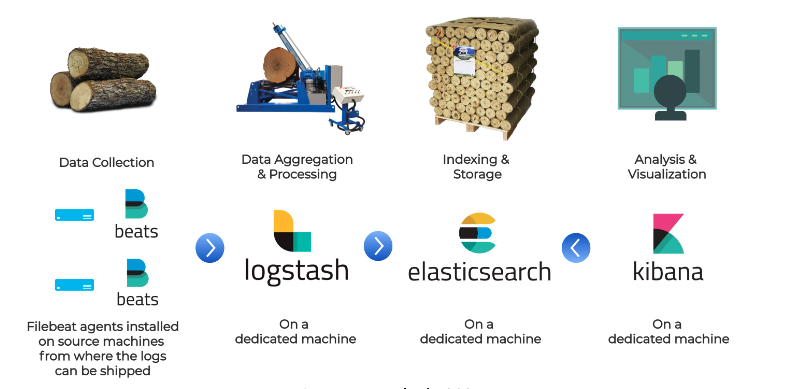 Data Collection
Data Aggregation
& Processing
Indexing &
Storage
Analysis &
Visualization
beats
beats
logstash
elasticsearch
kibana
Filebeat agents installed
on source machines
from where the logs
can be shipped
On a
dedicated machine
On a
dedicated machine
On a
dedicated machine